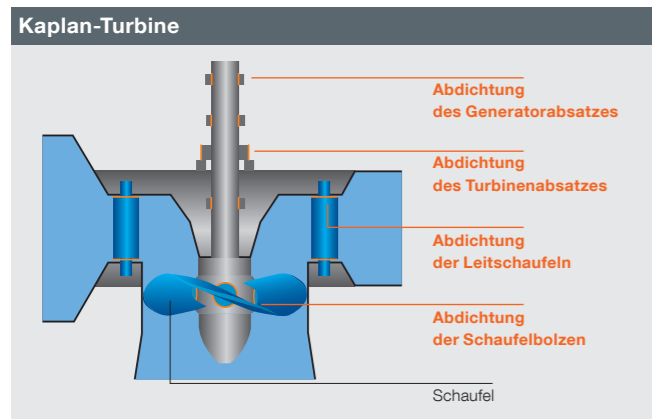 Kaplan-Turbine
Abdichtung
des Generatorabsatzes
Abdichtung
des Turbinenabsatzes
Abdichtung
der Leitschaufeln
Abdichtung
der Schaufelbolzen
Schaufel